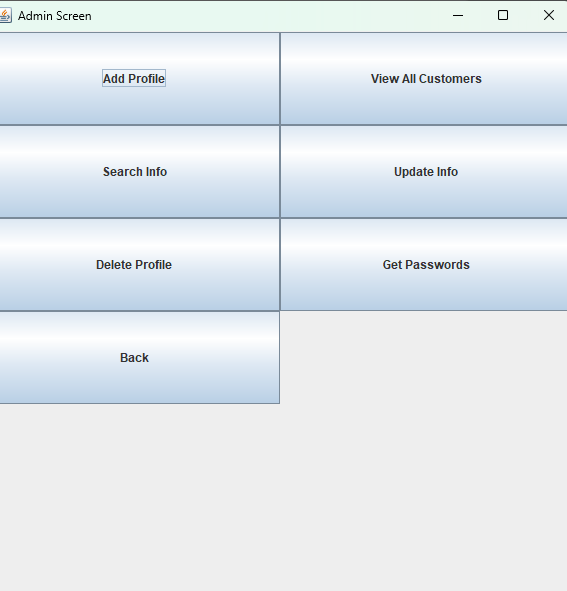 Admin Screen
Add Profile
View All Customers
Search Info
Update Info
Delete Profile
Get Passwords
Back